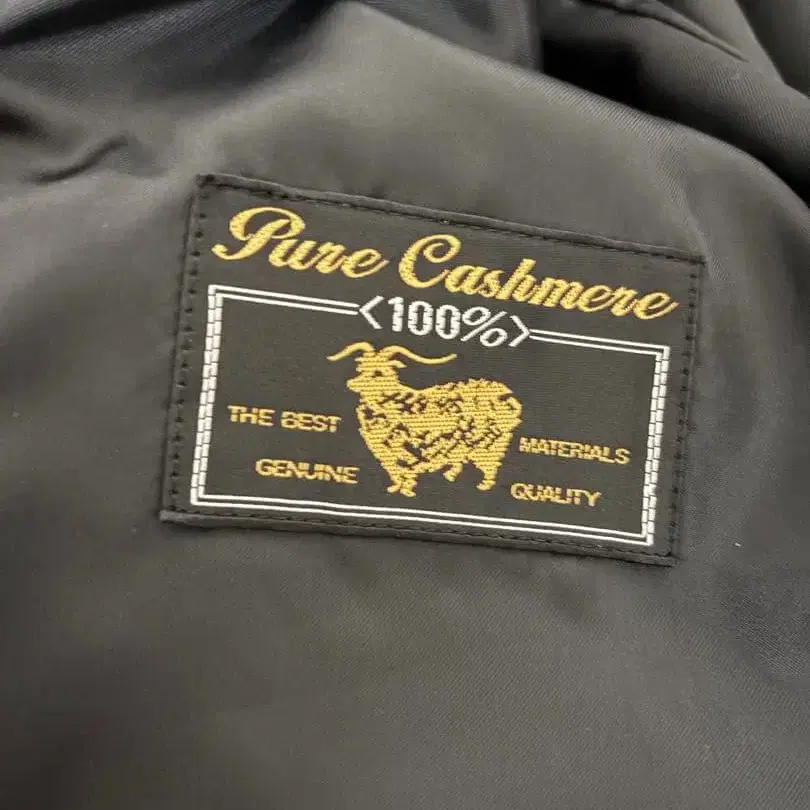 Pure Cashmere
<100%>
THE BEST MATERIALS
GENUINE QUALITY